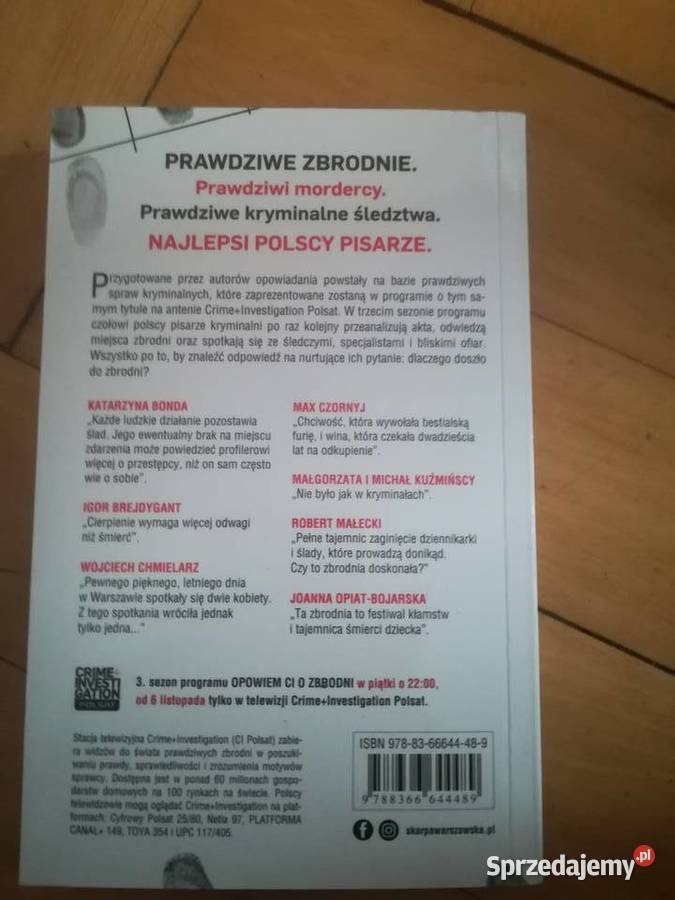 PRAWDZIWE ZBRODNIE.
Prawdziwi mordercy.
Prawdziwe kryminalne śledztwa.
NAJLEPSI POLSCY PISARZE.
Przygotowane przez autorów opowiadania powstały na bazie prawdziwych
spraw kryminalnych, które zaprezentowane zostaną w programie o tym sa-
mym tytule na antenie Crime+Investigation Polsat. W trzecim sezonie programu
czołowi polscy pisarze kryminalni po raz kolejny przeanalizują akta, odwiedzą
miejsca zbrodni oraz spotkają się ze śledczymi, specjalistami i bliskimi ofiar.
Wszystko po to, by znaleźć odpowiedź na nurtujące ich pytanie: dlaczego doszło
do zbrodni?
KATARZYNA BONDA
„Każde ludzkie działanie pozostawia
ślad. Jego ewentualny brak na miejscu
zdarzenia może powiedzieć profilerowi
więcej o przestępcy, niż on sam często
wie o sobie”.
IGOR BREJDYGANT
„Cierpienie wymaga więcej odwagi
niż śmierć”.
WOJCIECH CHMIELARZ
„Pewnego pięknego, letniego dnia
w Warszawie spotkały się dwie kobiety.
Z tego spotkania wróciła jednak
tylko jedna...”
MAX CZORNYJ
„Chciwość, która wywołała bestialską
furię, i wina, która czekała dwadzieścia
lat na odkupienie”.
MAŁGORZATA I MICHAŁ KUŹMIŃSCY
„Nie było jak w kryminałach”.
ROBERT MAŁECKI
„Pełne tajemnic zaginięcie dziennikarki
i ślady, które prowadzą donikąd.
Czy to zbrodnia doskonała?”
JOANNA OPIAT-BOJARSKA
„Ta zbrodnia to festiwal kłamstw
i tajemnica śmierci dziecka”.
CRIME+
INVESTI
GATION
POLSAT
3. sezon programu OPOWIEM CI O ZBRODNI w piątki o 22:00,
od 6 listopada tylko w telewizji Crime+Investigation Polsat.
Stacja telewizyjna Crime+Investigation (CI Polsat) zabie-
ra widzów do świata prawdziwych zbrodni w poszuki-
waniu prawdy, sprawiedliwości i zrozumienia motywów
sprawcy. Dostępna jest w ponad 60 milionach gospo-
darstw domowych na 100 rynkach na świecie. Polscy
telewidzowie mogą oglądać Crime+Investigation na plat-
formach: Cyfrowy Polsat 25/80, Netia 97, PLATFORMA
CANAL+ 149, TOYA 354 i UPC 117/405.
ISBN 978-83-66644-48-9
9 788366 644489
skarpawarszawska.pl
Sprzedajemy.pl